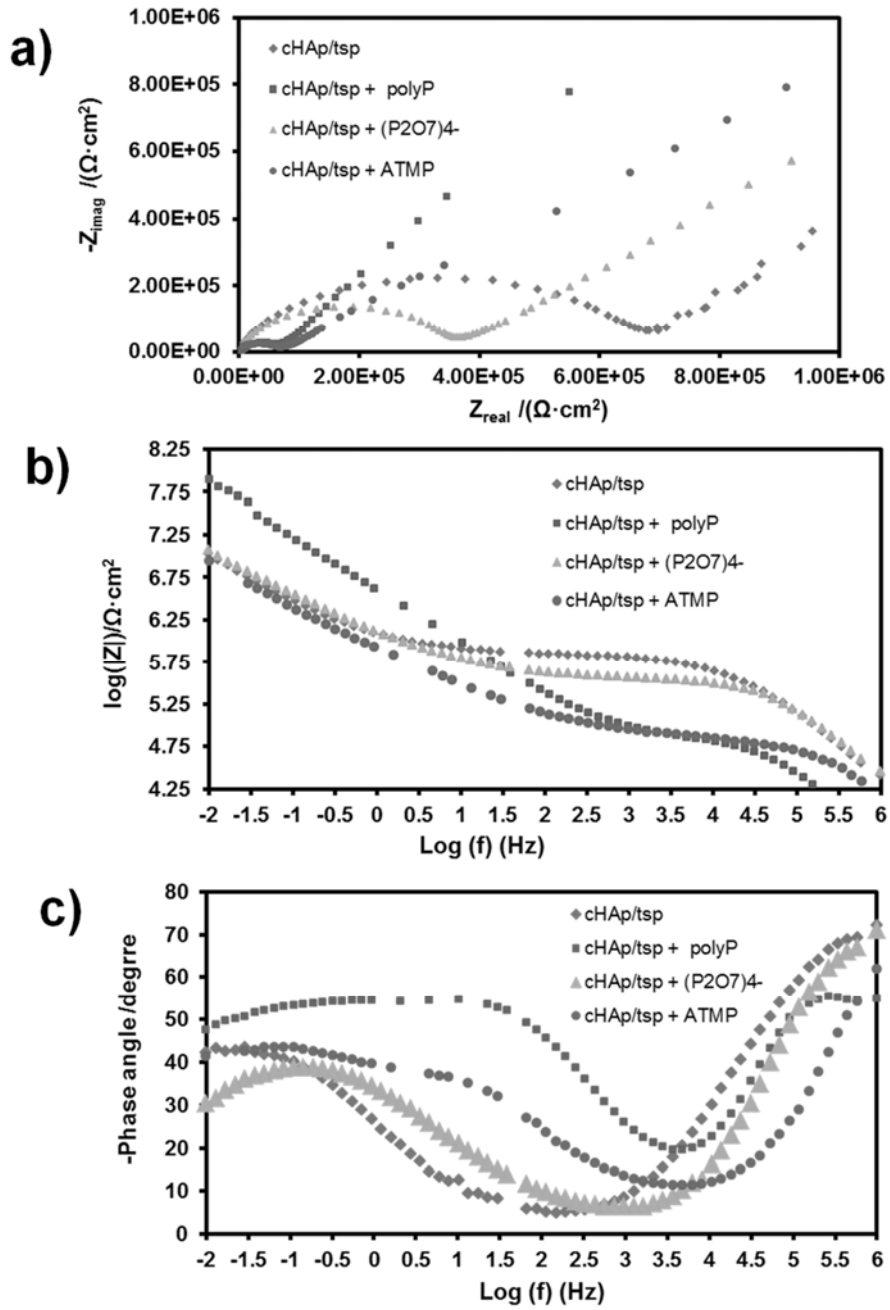 a)
1.00E+06
8.00E+05
6.00E+05
4.00E+05
2.00E+05
0.00E+00
-Zimag /(Ω·cm2)
cHAp/tsp
cHAp/tsp + polyP
cHAp/tsp + (P2O7)4-
cHAp/tsp + ATMP
0.00E+00 2.00E+05 4.00E+05 6.00E+05 8.00E+05 1.00E+06
Zreal /(Ω·cm2)
b)
8.25
7.75
7.25
6.75
6.25
5.75
5.25
4.75
4.25
log(|Z|)/Ω·cm2
cHAp/tsp
cHAp/tsp + polyP
cHAp/tsp + (P2O7)4-
cHAp/tsp + ATMP
-2 -1.5 -1 -0.5 0 0.5 1 1.5 2 2.5 3 3.5 4 4.5 5 5.5 6
Log (f) (Hz)
c)
80
70
60
50
40
30
20
10
0
-Phase angle /degrre
cHAp/tsp
cHAp/tsp + polyP
cHAp/tsp + (P2O7)4-
cHAp/tsp + ATMP
-2 -1.5 -1 -0.5 0 0.5 1 1.5 2 2.5 3 3.5 4 4.5 5 5.5 6
Log (f) (Hz)